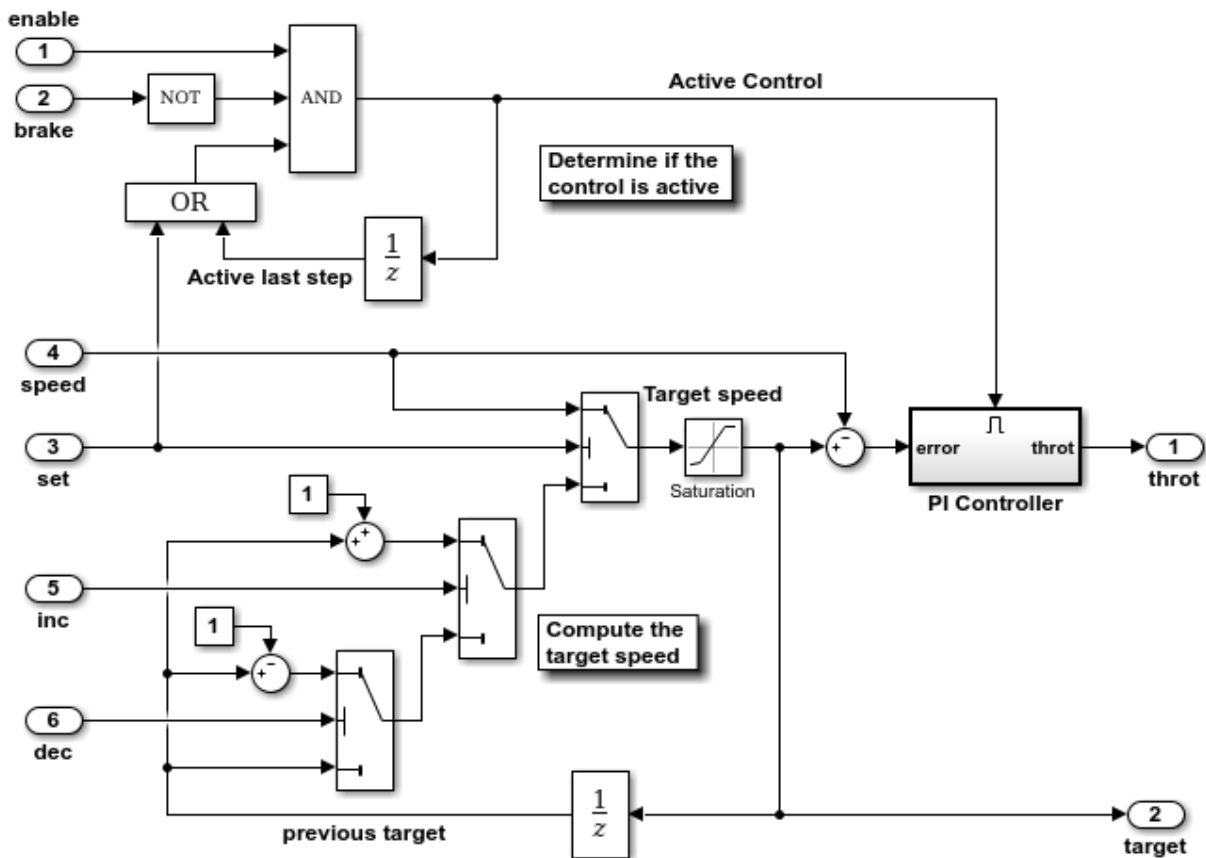 enable
1
2
brake
NOT
AND
Active Control
Determine if the
control is active
OR
1
z
Active last step
4
speed
3
set
Target speed
Saturation
error
throt
PI Controller
1
throt
1
+
+
5
inc
1
+
−
Compute the
target speed
6
dec
+
−
previous target
1
z
2
target